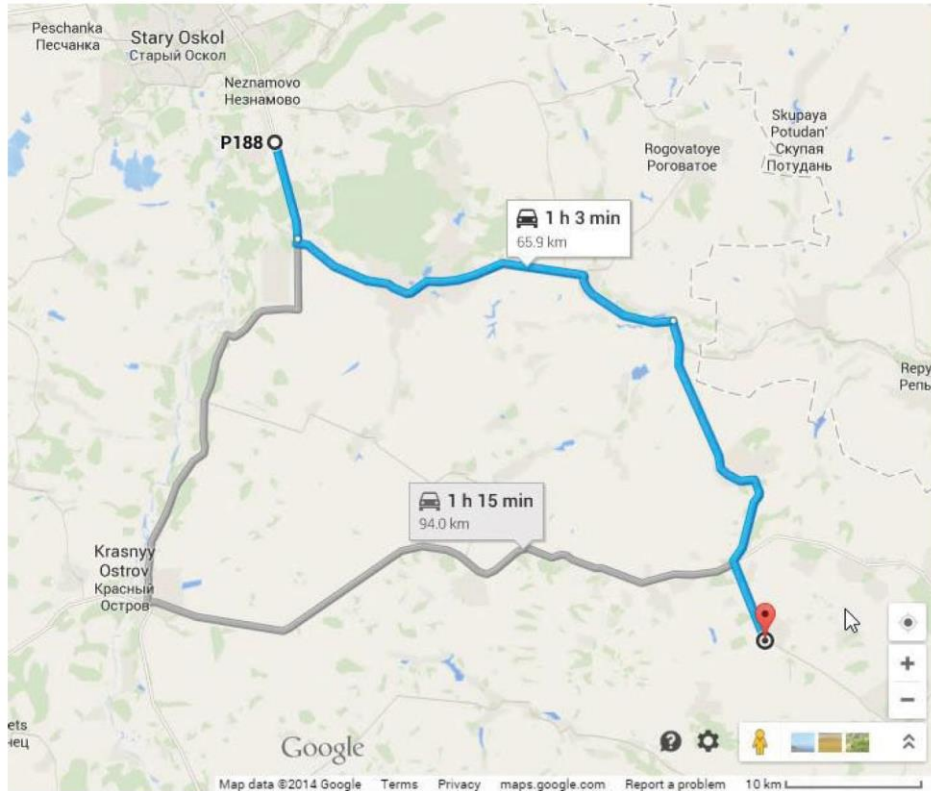 Peschanka
Песчанка
Stary Oskol
Старый Оскол
Neznamovo
Незнамово
P188
Skupaya
Potudan'
Скупая
Потудань
Rogovatoye
Роговатое
1 h 3 min
65.9 km
Repy
Репь
1 h 15 min
94.0 km
Krasnyy
Ostrov
Красный
Остров
ets
нец
Google
Map data ©2014 Google Terms Privacy maps.google.com Report a problem 10 km